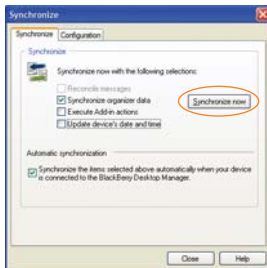 Synchronize
Synchronize Configuration
Synchronize
Synchronize now with the following selections:
Reconcile messages
Synchronize organizer data
Synchronize now
Execute Add-in actions
Update device's date and time
Automatic synchronization
Synchronize the items selected above automatically when your device
is connected to the BlackBerry Desktop Manager.
Close Help